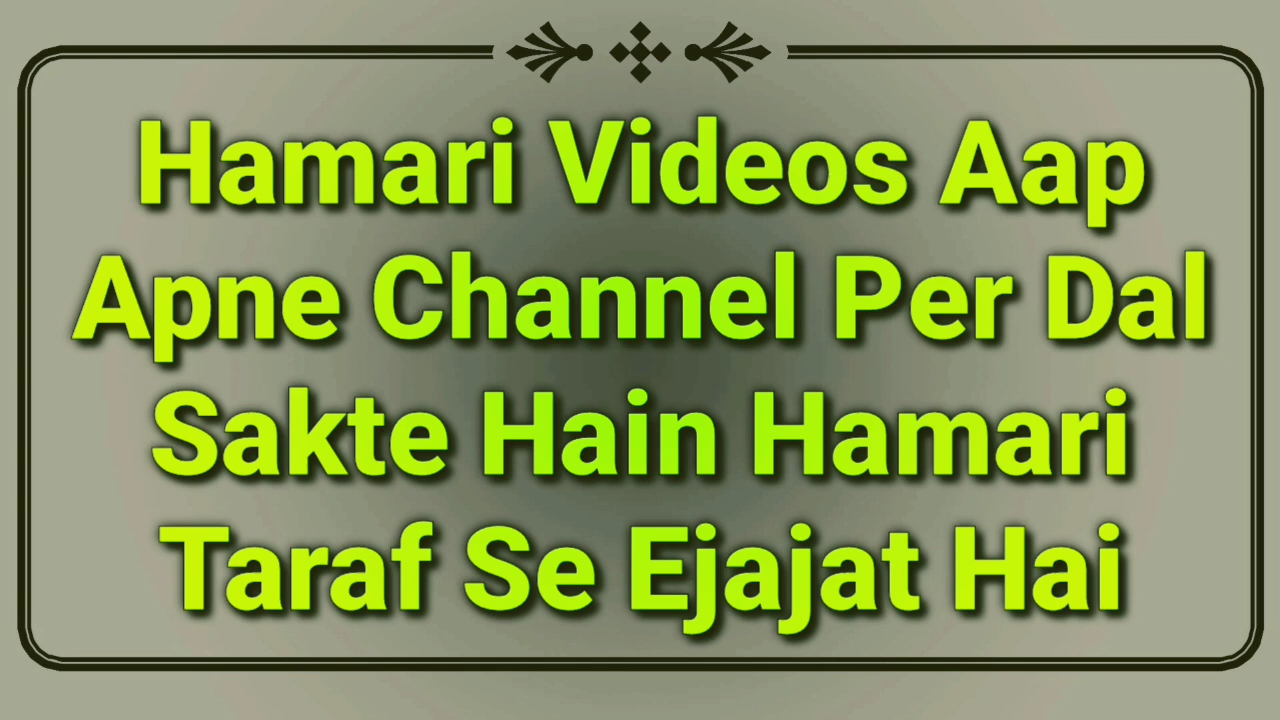 Hamari Videos Aap
Apne Channel Per Dal
Sakte Hain Hamari
Taraf Se Ejajat Hai